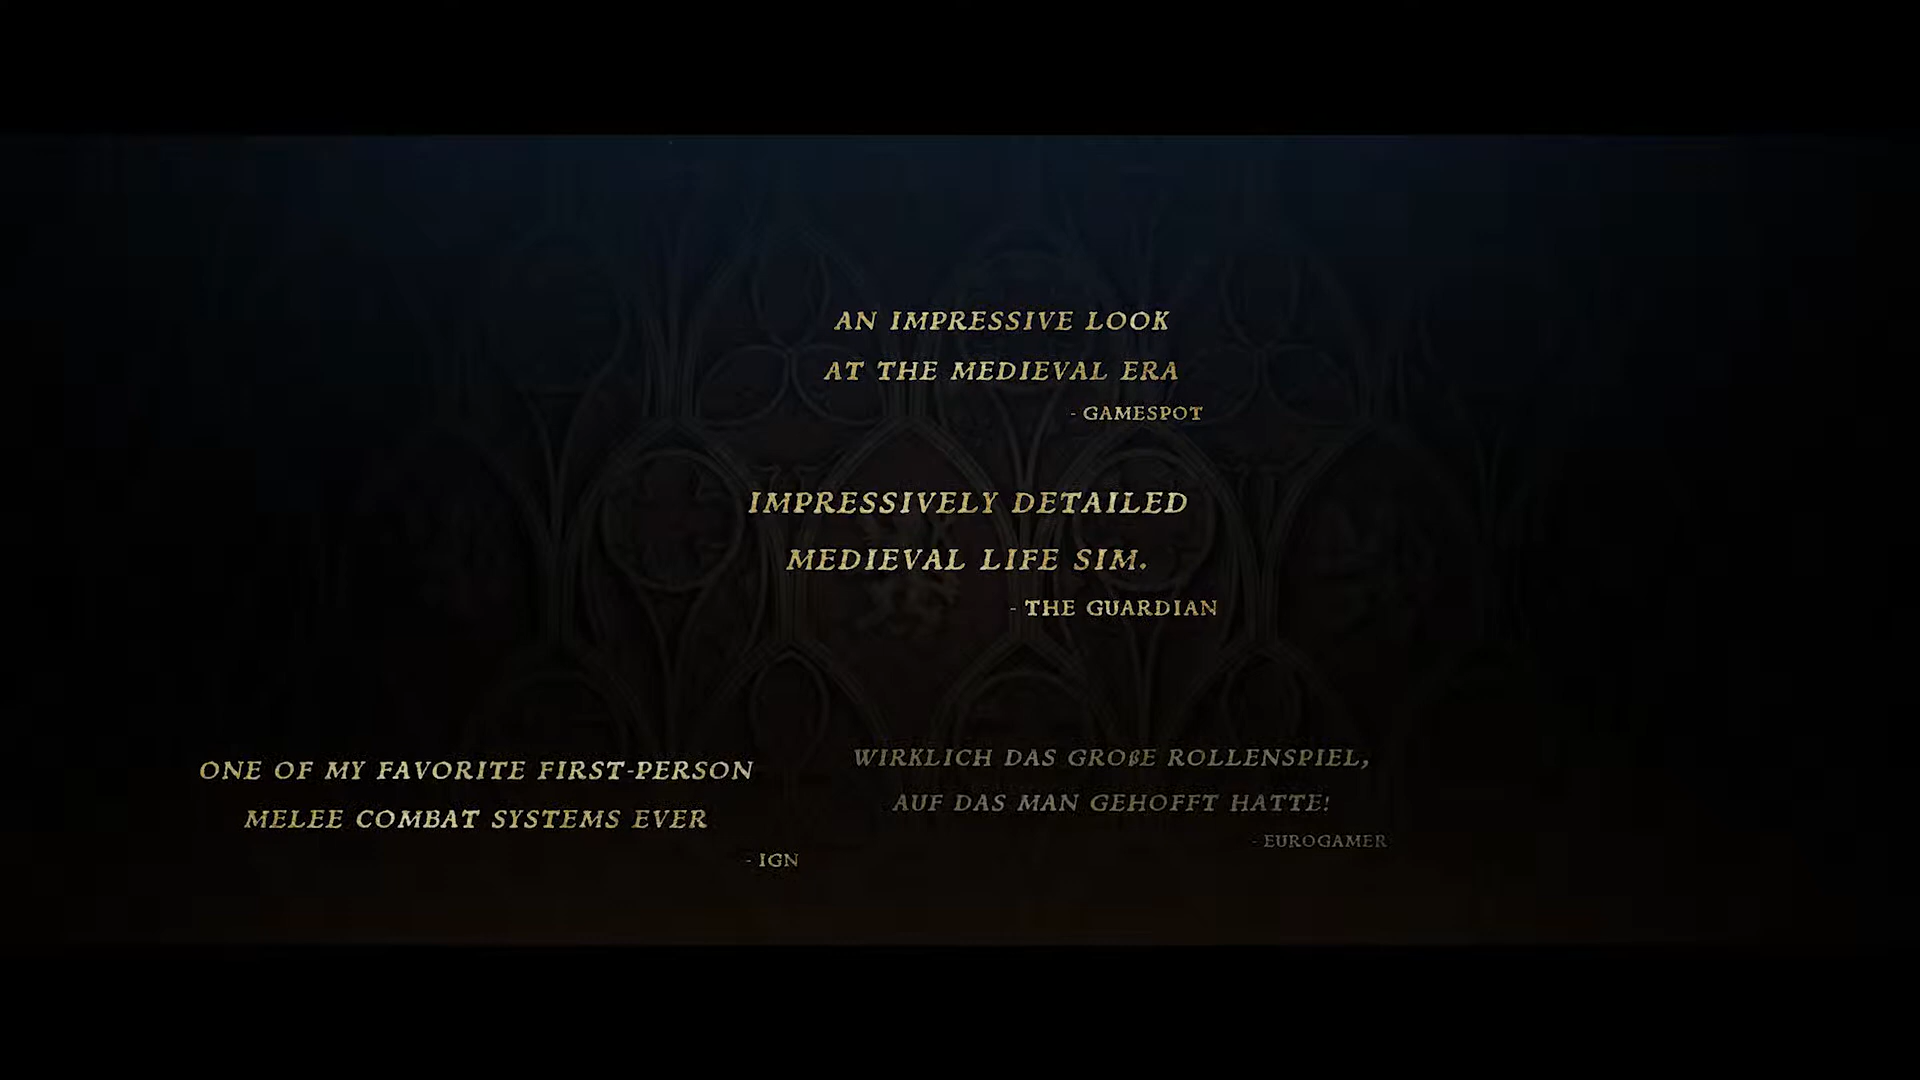 AN IMPRESSIVE LOOK
AT THE MEDIEVAL ERA
- GAMESPOT
IMPRESSIVELY DETAILED
MEDIEVAL LIFE SIM.
- THE GUARDIAN
ONE OF MY FAVORITE FIRST-PERSON
MELEE COMBAT SYSTEMS EVER
- IGN
WIRKLICH DAS GROßE ROLLENSPIEL,
AUF DAS MAN GEHOFFT HATTE!
- EUROGAMER